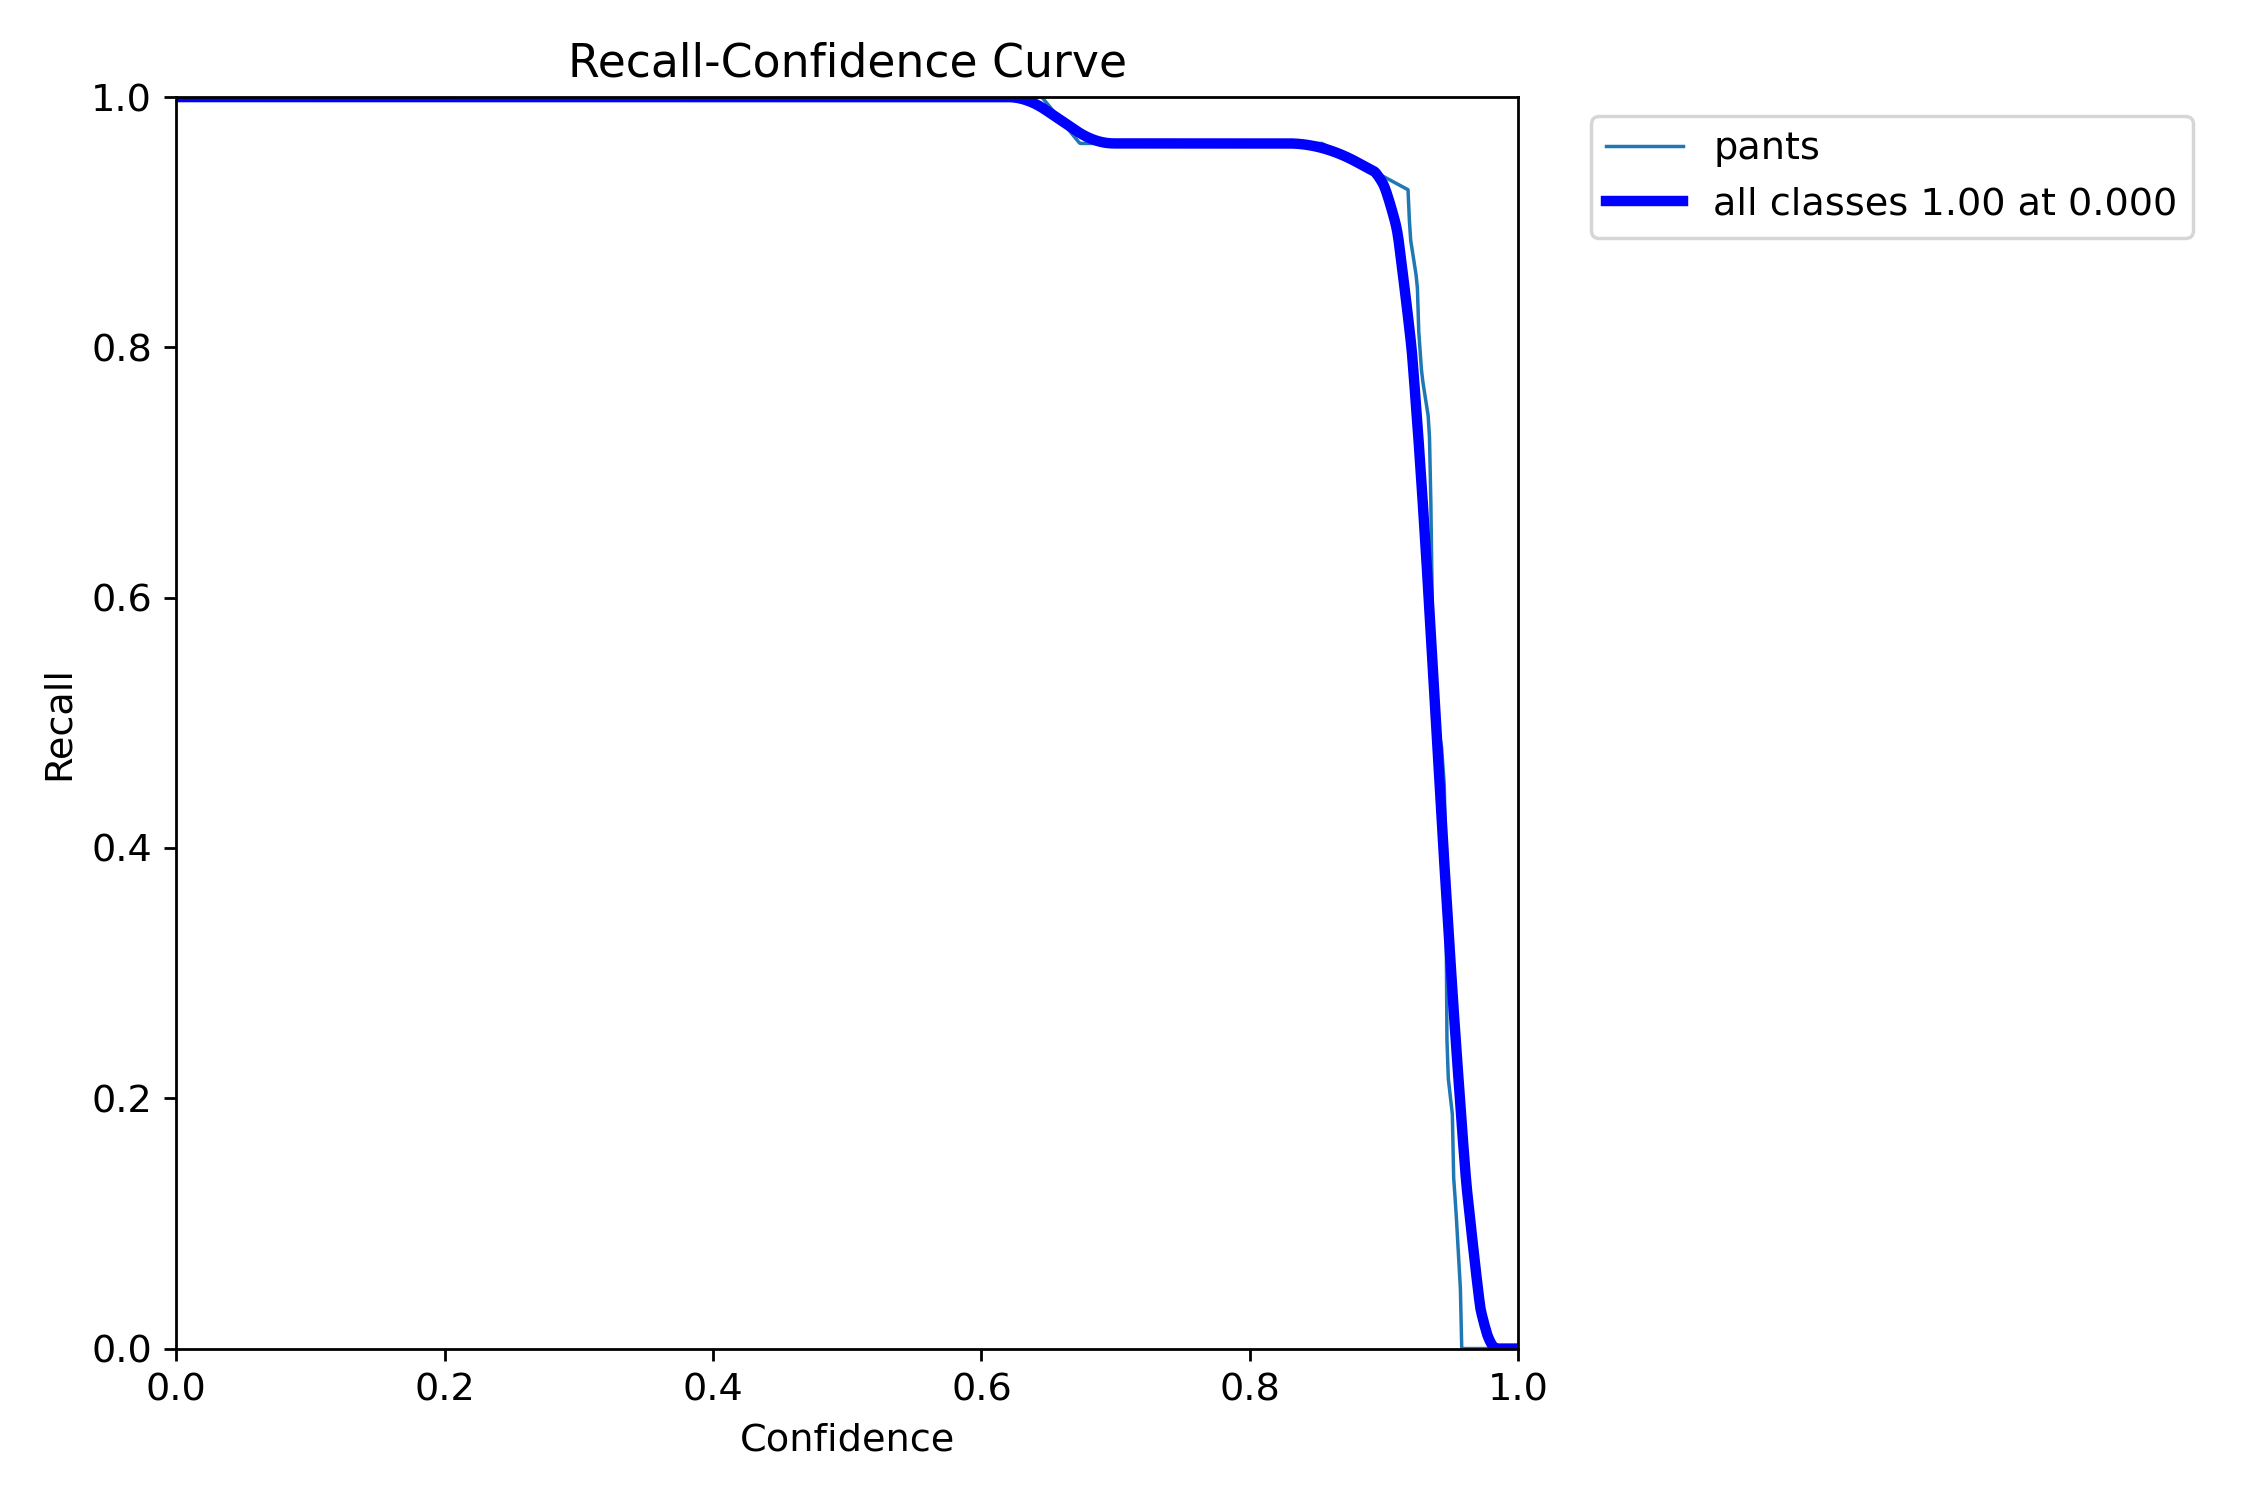 Recall-Confidence Curve
1.0
0.8
0.6
0.4
0.2
0.0
Recall
0.0 0.2 0.4 0.6 0.8 1.0
Confidence
pants
all classes 1.00 at 0.000